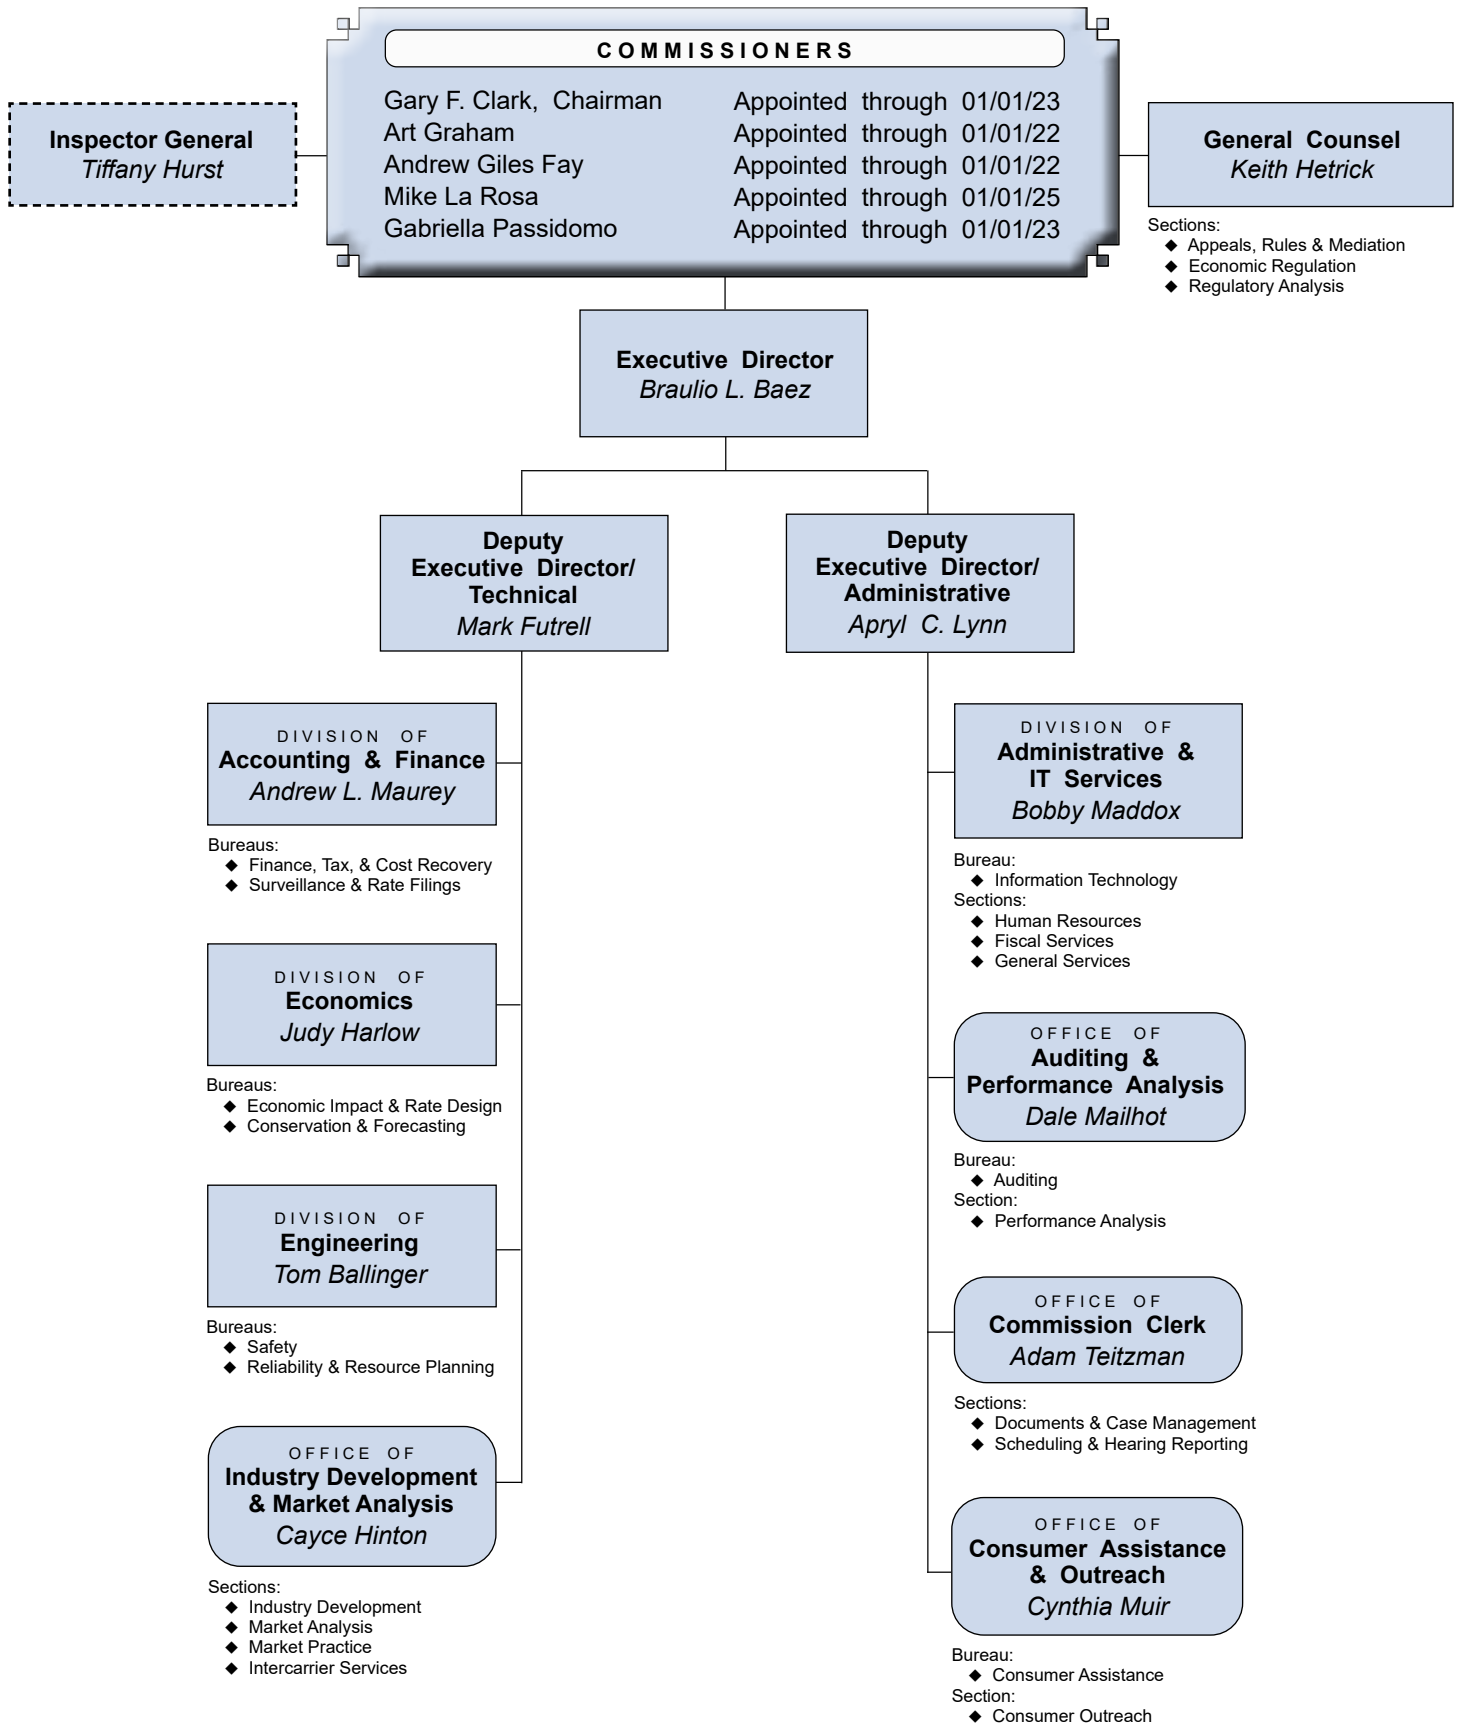 COMMISSIONERS
Gary F. Clark, Chairman Appointed through 01/01/23
Art Graham Appointed through 01/01/22
Andrew Giles Fay Appointed through 01/01/22
Mike La Rosa Appointed through 01/01/25
Gabriella Passidomo Appointed through 01/01/23
Inspector General
Tiffany Hurst
General Counsel
Keith Hetrick
Sections:
◆ Appeals, Rules & Mediation
◆ Economic Regulation
◆ Regulatory Analysis
Executive Director
Braulio L. Baez
Deputy
Executive Director/
Technical
Mark Futrell
Deputy
Executive Director/
Administrative
Apryl C. Lynn
DIVISION OF
Accounting & Finance
Andrew L. Maurey
Bureaus:
◆ Finance, Tax, & Cost Recovery
◆ Surveillance & Rate Filings
DIVISION OF
Economics
Judy Harlow
Bureaus:
◆ Economic Impact & Rate Design
◆ Conservation & Forecasting
DIVISION OF
Engineering
Tom Ballinger
Bureaus:
◆ Safety
◆ Reliability & Resource Planning
OFFICE OF
Industry Development
& Market Analysis
Cayce Hinton
Sections:
◆ Industry Development
◆ Market Analysis
◆ Market Practice
◆ Intercarrier Services
DIVISION OF
Administrative &
IT Services
Bobby Maddox
Bureau:
◆ Information Technology
Sections:
◆ Human Resources
◆ Fiscal Services
◆ General Services
OFFICE OF
Auditing &
Performance Analysis
Dale Mailhot
Bureau:
◆ Auditing
Section:
◆ Performance Analysis
OFFICE OF
Commission Clerk
Adam Teitzman
Sections:
◆ Documents & Case Management
◆ Scheduling & Hearing Reporting
OFFICE OF
Consumer Assistance
& Outreach
Cynthia Muir
Bureau:
◆ Consumer Assistance
Section:
◆ Consumer Outreach